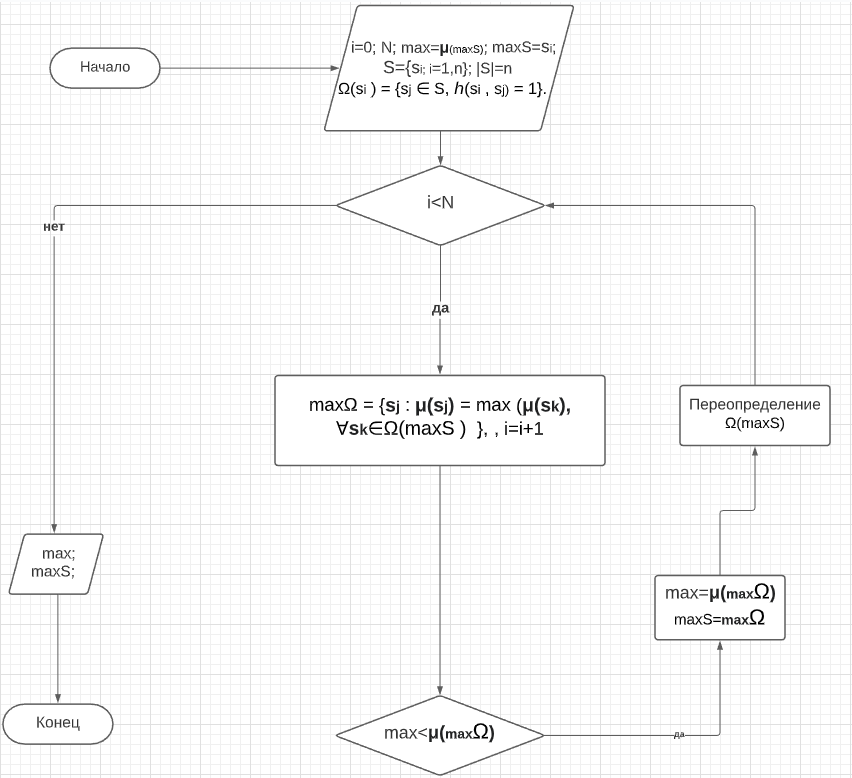 Начало
i=0; N; max=μ(maxS); maxS=si;
S={si; i=1,n}; |S|=n
Ω(si ) = {sj ∈ S, h(si , sj) = 1}.
i<N
нет
да
maxΩ = {sj : μ(sj) = max (μ(sk),
∀sk∈Ω(maxS ) }, , i=i+1
Переопределение
Ω(maxS)
max;
maxS;
max=μ(maxΩ)
maxS=maxΩ
Конец
max<μ(maxΩ)
да